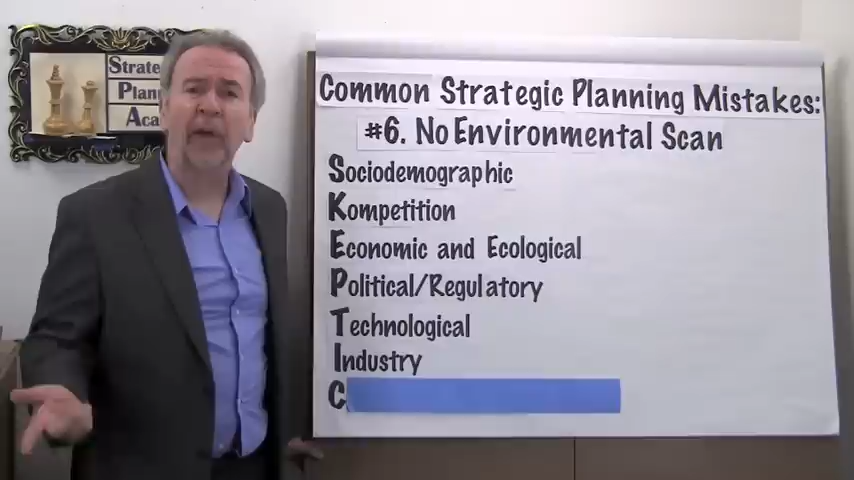 Strate
Plan
Aca
Common Strategic Planning Mistakes:
#6. No Environmental Scan
Sociodemographic
Kompetition
Economic and Ecological
Political/Regulatory
Technological
Industry
C